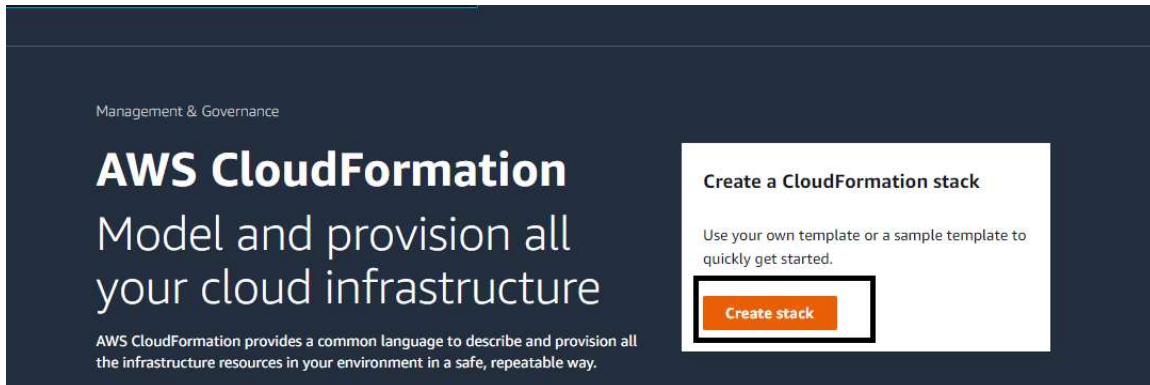 Management & Governance
AWS CloudFormation
Model and provision all
your cloud infrastructure
AWS CloudFormation provides a common language to describe and provision all
the infrastructure resources in your environment in a safe, repeatable way.
Create a CloudFormation stack
Use your own template or a sample template to
quickly get started.
Create stack